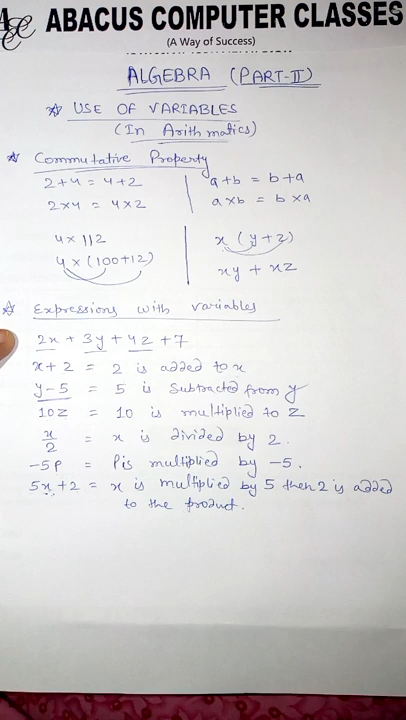 ABACUS COMPUTER CLASSES
(A Way of Success)
ALGEBRA (PART-II)
USE OF VARIABLES
(In Arithmatics)
Commutative Property
2+4 = 4+2
a+b = b+a
2×4 = 4×2
a×b = b×a
4×112
x(y+z)
4×(100+12)
xy + xz
Expressions with variables
2x + 3y + 4z + 7
x+2 = 2 is added to x
y-5 = 5 is Subtracted from y
10z = 10 is multiplied to z
x/2 = x is divided by 2.
-5P = P is multiplied by -5.
5x+2 = x is multiplied by 5 then 2 is added
to the product.